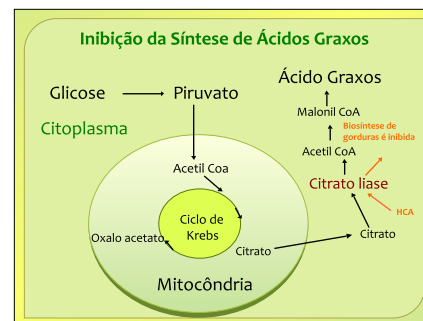 Inibição da Síntese de Ácidos Graxos
Glicose
Piruvato
Ácido Graxos
Malonil CoA
Biosíntese de
gorduras é inibida
Citoplasma
Acetil CoA
Acetil Coa
Citrato liase
HCA
Ciclo de
Krebs
Oxalo acetato
Citrato
Citrato
Mitocôndria